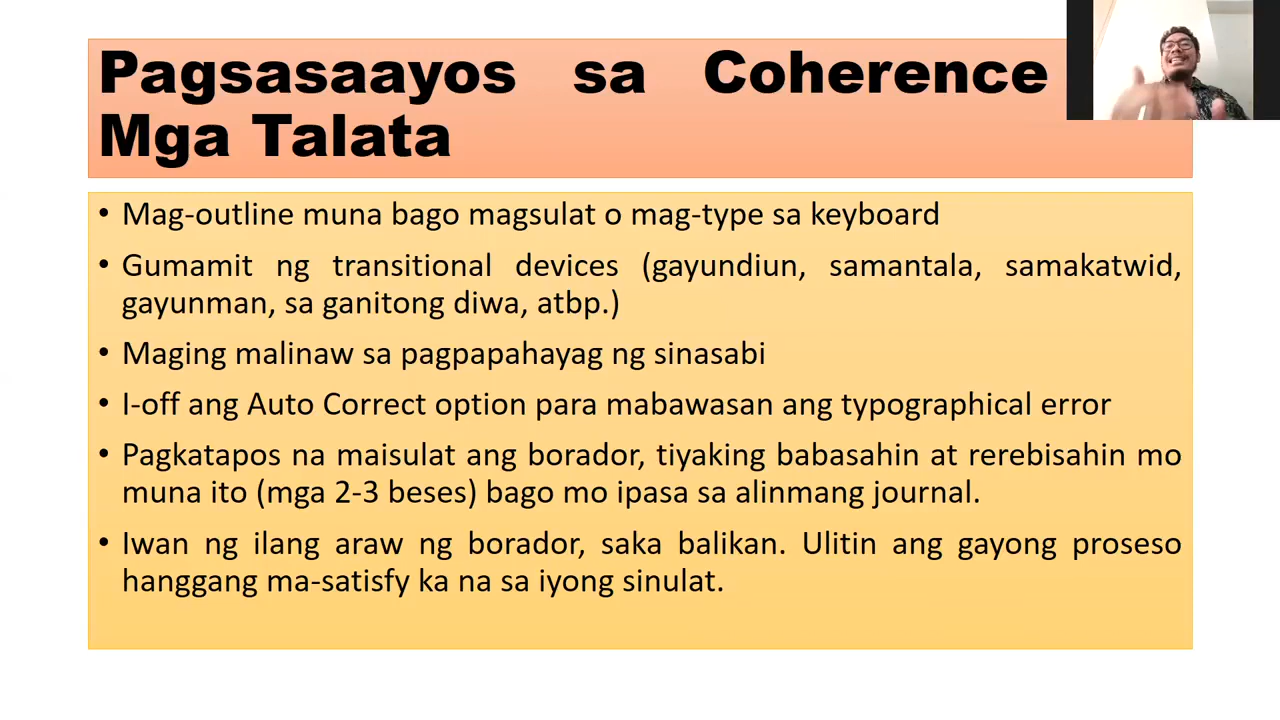 Pagsasaayos sa Coherence
Mga Talata
• Mag-outline muna bago magsulat o mag-type sa keyboard
• Gumamit ng transitional devices (gayundiun, samantala, samakatwid,
gayunman, sa ganitong diwa, atbp.)
• Maging malinaw sa pagpapahayag ng sinasabi
• I-off ang Auto Correct option para mabawasan ang typographical error
• Pagkatapos na maisulat ang borador, tiyaking babasahin at rerebisahin mo
muna ito (mga 2-3 beses) bago mo ipasa sa alinmang journal.
• Iwan ng ilang araw ng borador, saka balikan. Ulitin ang gayong proseso
hanggang ma-satisfy ka na sa iyong sinulat.